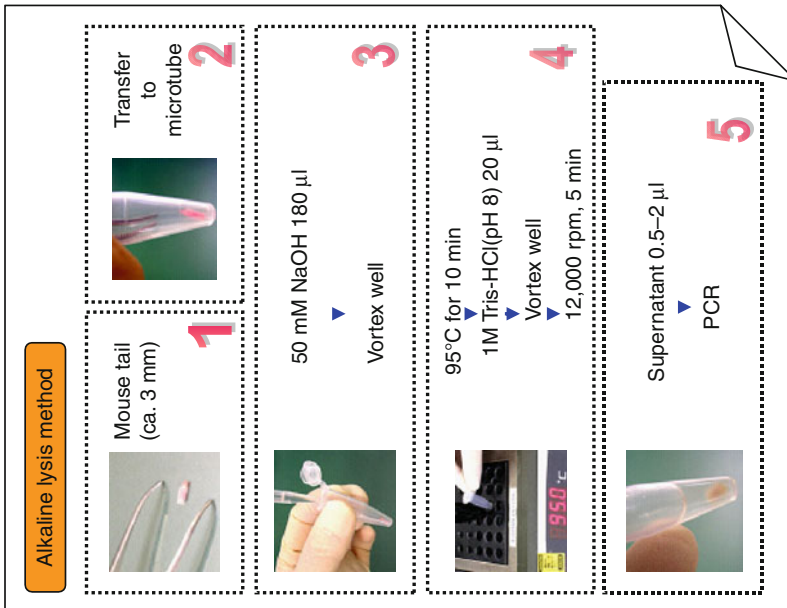 Alkaline lysis method
1
Mouse tail
(ca. 3 mm)
2
Transfer
to
microtube
3
50 mM NaOH 180 μl
Vortex well
4
95°C for 10 min
1M Tris-HCl(pH 8) 20 μl
Vortex well
12,000 rpm, 5 min
95.0 °C
5
Supernatant 0.5–2 μl
PCR